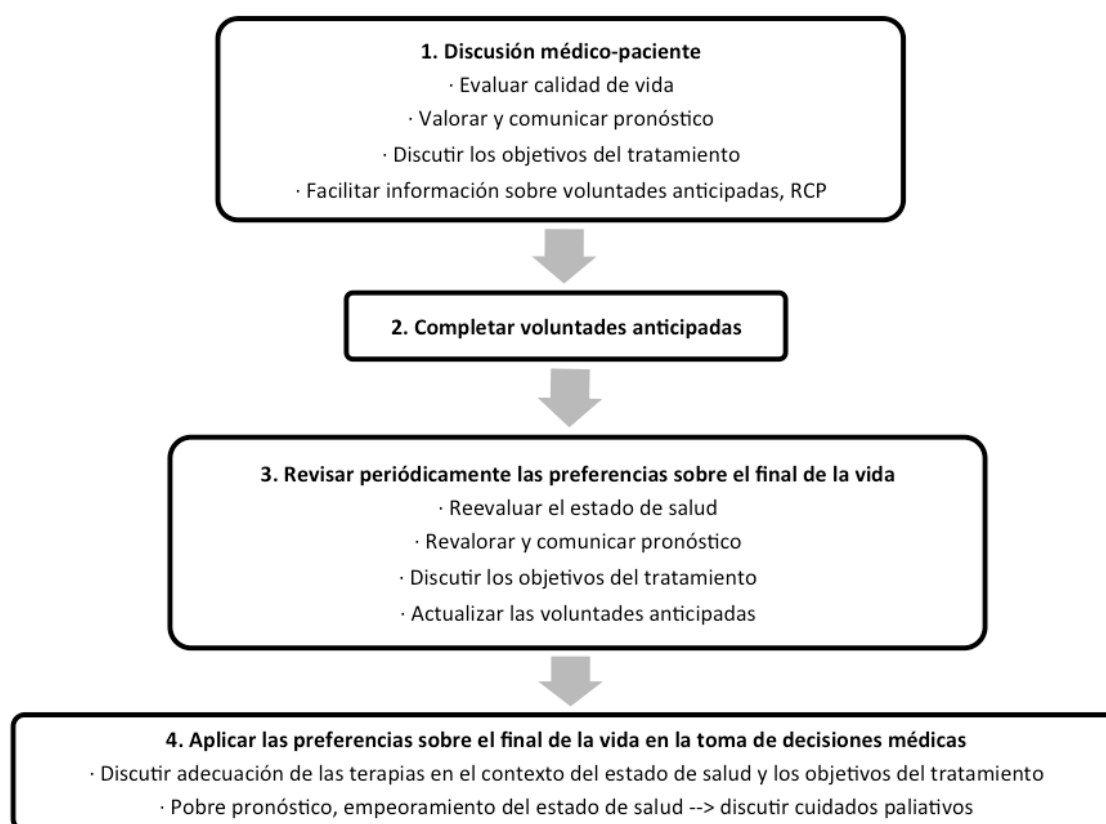 1. Discusión médico-paciente
· Evaluar calidad de vida
· Valorar y comunicar pronóstico
· Discutir los objetivos del tratamiento
· Facilitar información sobre voluntades anticipadas, RCP
2. Completar voluntades anticipadas
3. Revisar periódicamente las preferencias sobre el final de la vida
· Reevaluar el estado de salud
· Revalorar y comunicar pronóstico
· Discutir los objetivos del tratamiento
· Actualizar las voluntades anticipadas
4. Aplicar las preferencias sobre el final de la vida en la toma de decisiones médicas
· Discutir adecuación de las terapias en el contexto del estado de salud y los objetivos del tratamiento
· Pobre pronóstico, empeoramiento del estado de salud --> discutir cuidados paliativos